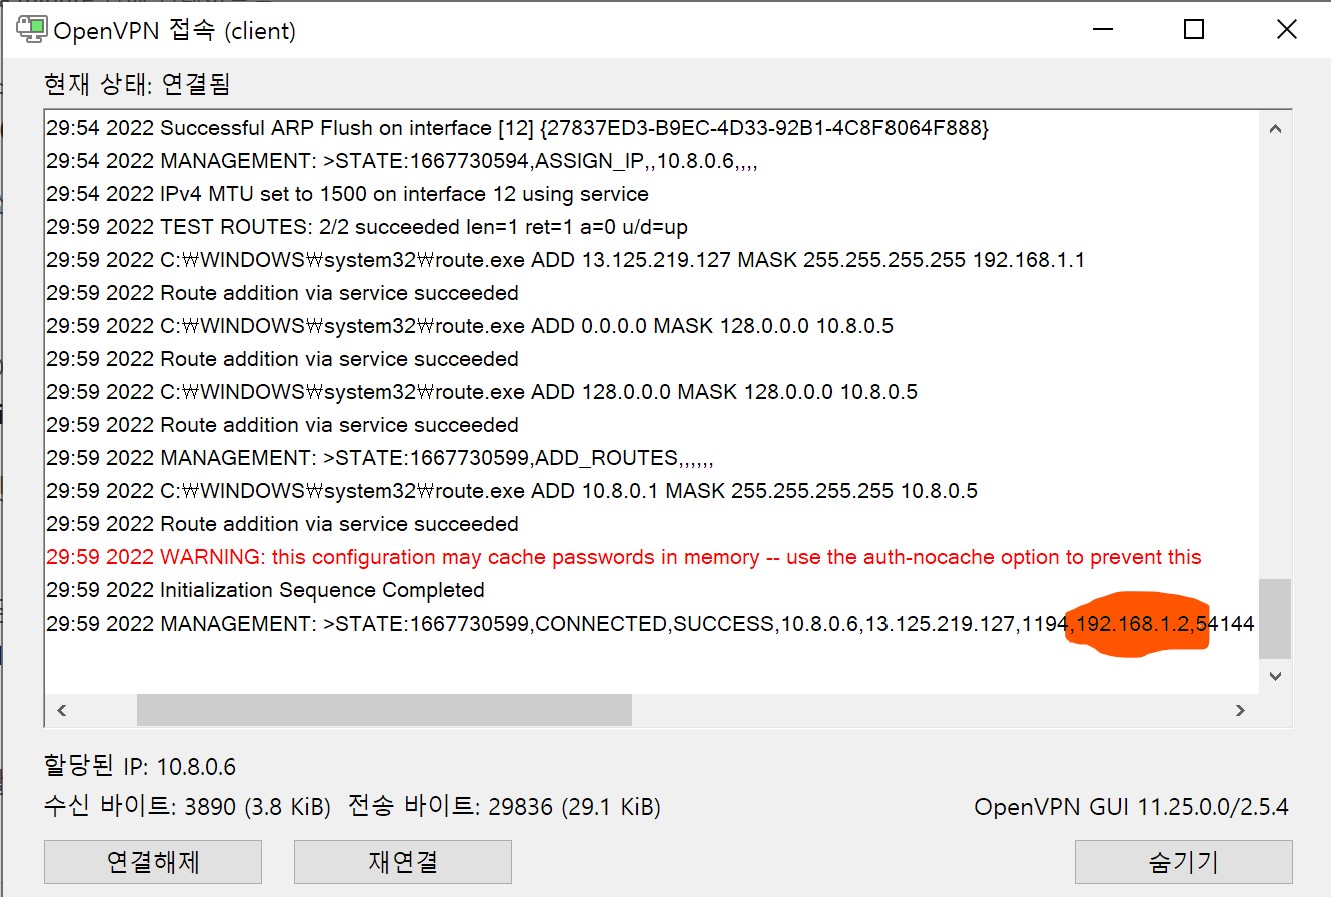 OpenVPN 접속 (client)
현재 상태: 연결됨
29:54 2022 Successful ARP Flush on interface [12] {27837ED3-B9EC-4D33-92B1-4C8F8064F888}
29:54 2022 MANAGEMENT: >STATE:1667730594,ASSIGN_IP,,10.8.0.6,,,,
29:54 2022 IPv4 MTU set to 1500 on interface 12 using service
29:59 2022 TEST ROUTES: 2/2 succeeded len=1 ret=1 a=0 u/d=up
29:59 2022 C:₩WINDOWS₩system32₩route.exe ADD 13.125.219.127 MASK 255.255.255.255 192.168.1.1
29:59 2022 Route addition via service succeeded
29:59 2022 C:₩WINDOWS₩system32₩route.exe ADD 0.0.0.0 MASK 128.0.0.0 10.8.0.5
29:59 2022 Route addition via service succeeded
29:59 2022 C:₩WINDOWS₩system32₩route.exe ADD 128.0.0.0 MASK 128.0.0.0 10.8.0.5
29:59 2022 Route addition via service succeeded
29:59 2022 MANAGEMENT: >STATE:1667730599,ADD_ROUTES,,,,,,
29:59 2022 C:₩WINDOWS₩system32₩route.exe ADD 10.8.0.1 MASK 255.255.255.255 10.8.0.5
29:59 2022 Route addition via service succeeded
29:59 2022 WARNING: this configuration may cache passwords in memory -- use the auth-nocache option to prevent this
29:59 2022 Initialization Sequence Completed
29:59 2022 MANAGEMENT: >STATE:1667730599,CONNECTED,SUCCESS,10.8.0.6,13.125.219.127,1194,192.168.1.2,54144
할당된 IP: 10.8.0.6
수신 바이트: 3890 (3.8 KiB) 전송 바이트: 29836 (29.1 KiB)
OpenVPN GUI 11.25.0.0/2.5.4
연결해제
재연결
숨기기